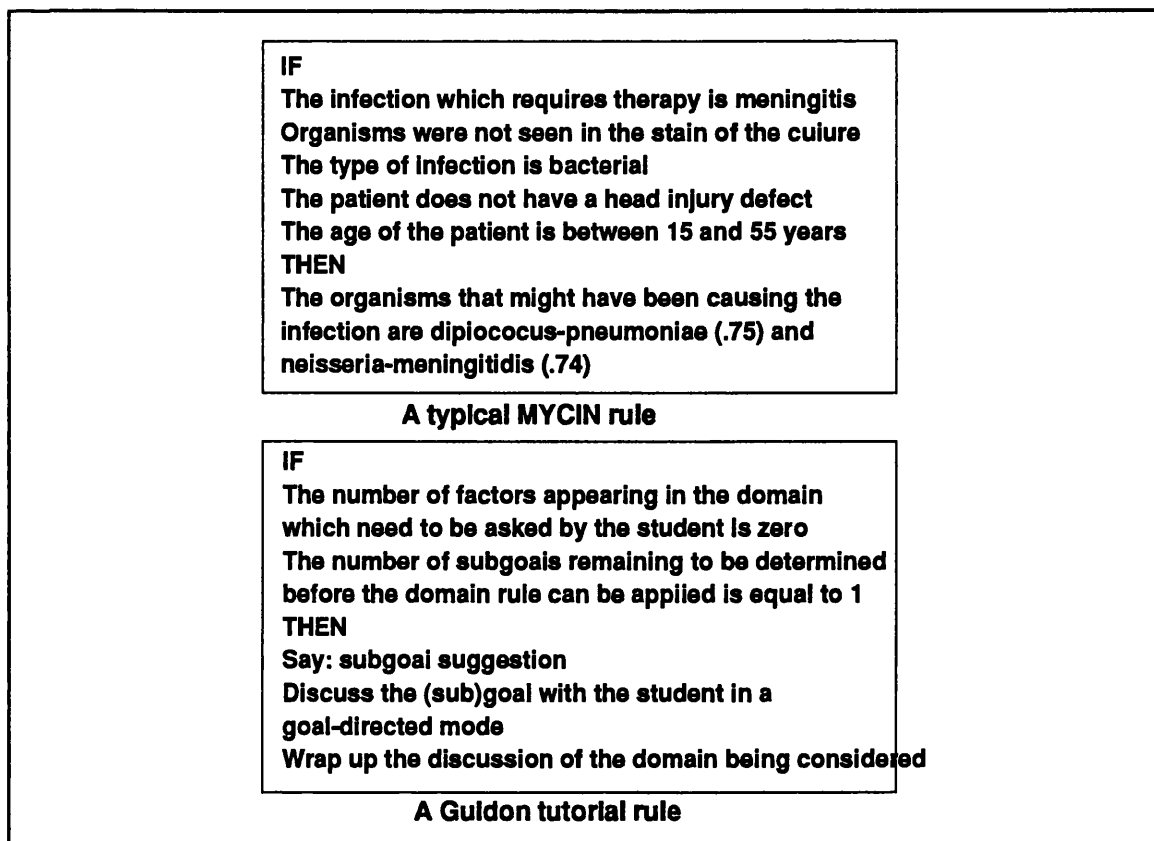 IF
The infection which requires therapy is meningitis
Organisms were not seen in the stain of the cuiure
The type of infection is bacterial
The patient does not have a head injury defect
The age of the patient is between 15 and 55 years
THEN
The organisms that might have been causing the
infection are dipiococus-pneumoniae (.75) and
neisseria-meningitidis (.74)
A typical MYCIN rule
IF
The number of factors appearing in the domain
which need to be asked by the student is zero
The number of subgoais remaining to be determined
before the domain rule can be appiied is equal to 1
THEN
Say: subgoai suggestion
Discuss the (sub)goal with the student in a
goal-directed mode
Wrap up the discussion of the domain being considered
A Guidon tutorial rule